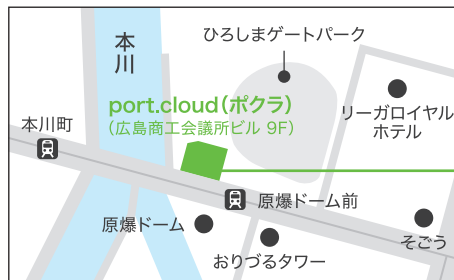 ひろしまゲートパーク
本川
port.cloud(ポクラ)
(広島商工会議所ビル 9F)
リーガロイヤル
ホテル
本川町
原爆ドーム前
原爆ドーム
そごう
おりづるタワー